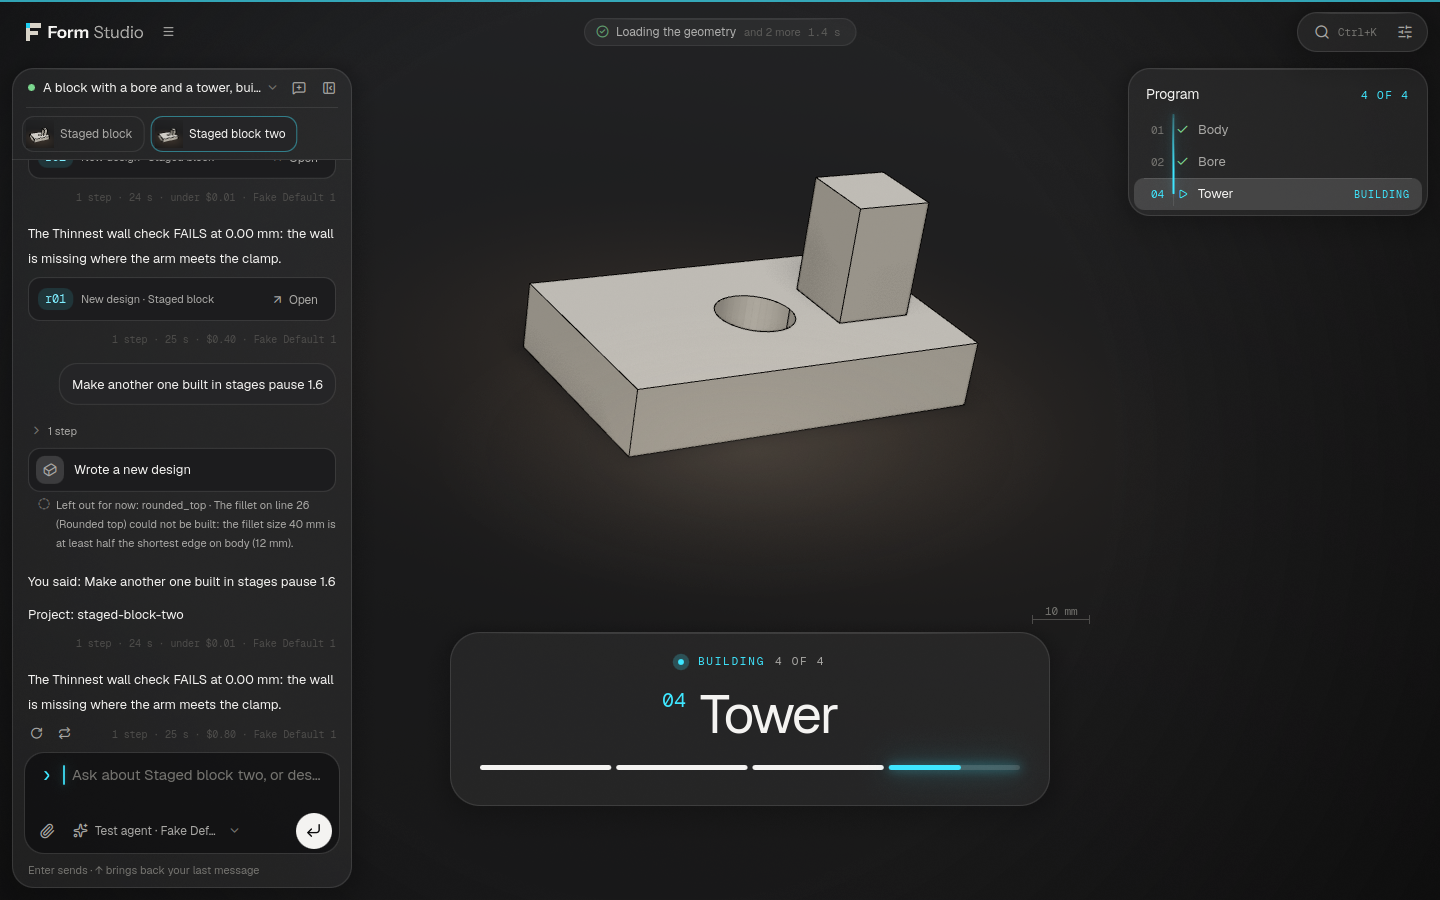 Form Studio
Loading the geometry and 2 more 1.4 s
Ctrl+K
A block with a bore and a tower, bui...
Staged block
Staged block two
Open
1 step · 24 s · under $0.01 · Fake Default 1
The Thinnest wall check FAILS at 0.00 mm: the wall
is missing where the arm meets the clamp.
r01 New design · Staged block Open
1 step · 25 s · $0.40 · Fake Default 1
Make another one built in stages pause 1.6
1 step
Wrote a new design
Left out for now: rounded_top · The fillet on line 26
(Rounded top) could not be built: the fillet size 40 mm is
at least half the shortest edge on body (12 mm).
You said: Make another one built in stages pause 1.6
Project: staged-block-two
1 step · 24 s · under $0.01 · Fake Default 1
The Thinnest wall check FAILS at 0.00 mm: the wall
is missing where the arm meets the clamp.
1 step · 25 s · $0.80 · Fake Default 1
Ask about Staged block two, or des...
Test agent · Fake Def...
Enter sends · ↑ brings back your last message
Program 4 OF 4
01 Body
02 Bore
04 Tower BUILDING
10 mm
BUILDING 4 OF 4
04 Tower